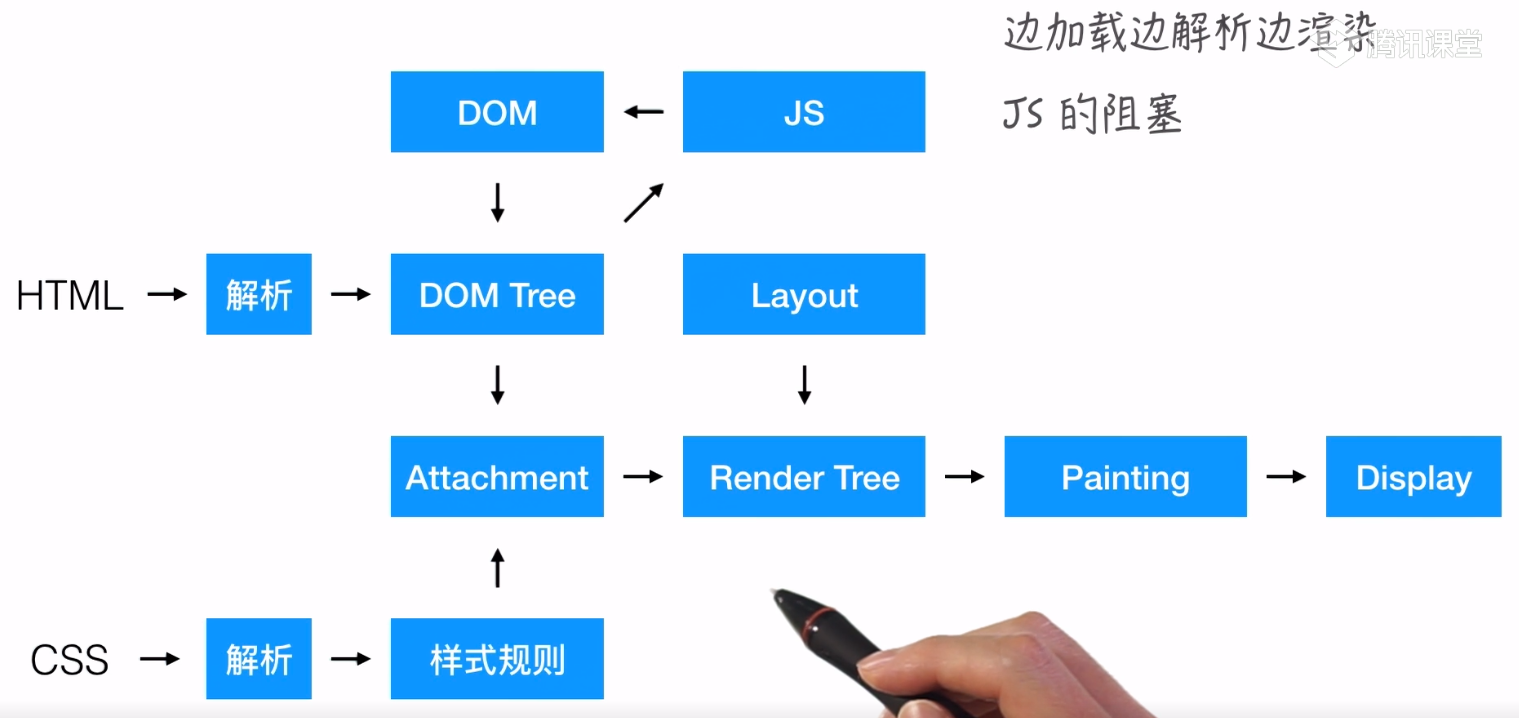 边加载边解析边渲染
腾讯课堂
DOM
JS
JS 的阻塞
HTML
解析
DOM Tree
Layout
Attachment
Render Tree
Painting
Display
CSS
解析
样式规则